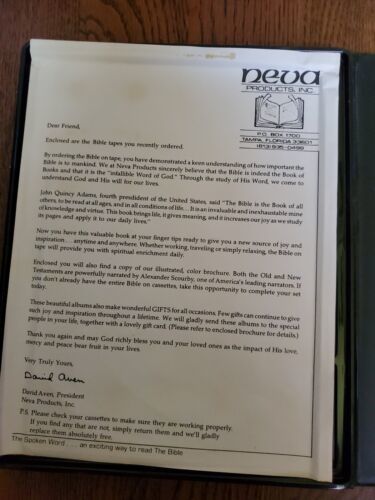 neva
PRODUCTS, INC.
P.O. BOX 1700
TAMPA, FLORIDA 33601
(813) 935-0499
Dear Friend,
Enclosed are the Bible tapes you recently ordered.
By ordering the Bible on tape, you have demonstrated a keen understanding of how important the
Bible is to mankind. We at Neva Products sincerely believe that the Bible is indeed the Book of
Books and that it is the "infallible Word of God." Through the study of His Word, we come to
understand God and His will for our lives.
John Quincy Adams, fourth president of the United States, said "The Bible is the Book of all
others, to be read at all ages, and in all conditions of life. . . It is an invaluable and inexhaustible mine
of knowledge and virtue. This book brings life, it gives meaning, and it increases our joy as we study
its pages and apply it to our daily lives."
Now you have this valuable book at your finger tips ready to give you a new source of joy and
inspiration. . . anytime and anywhere. Whether working, traveling or simply relaxing, the Bible on
tape will provide you with spiritual enrichment daily.
Enclosed you will also find a copy of our illustrated, color brochure. Both the Old and New
Testaments are powerfully narrated by Alexander Scourby, one of America's leading narrators. If
you don't already have the entire Bible on cassettes, take this opportunity to complete your set
today.
These beautiful albums also make wonderful GIFTS for all occasions. Few gifts can continue to give
such joy and inspiration throughout a lifetime. We will gladly send these albums to the special
people in your life, together with a lovely gift card. (Please refer to enclosed brochure for details.)
Thank you again and may God richly bless you and your loved ones as the impact of His love,
mercy and peace bear fruit in your lives.
Very Truly Yours,
David Aven
David Aven, President
Neva Products, Inc.
P.S. Please check your cassettes to make sure they are working properly.
If you find any that are not, simply return them and we'll gladly
replace them absolutely free.
The Spoken Word . . . an exciting way to read The Bible